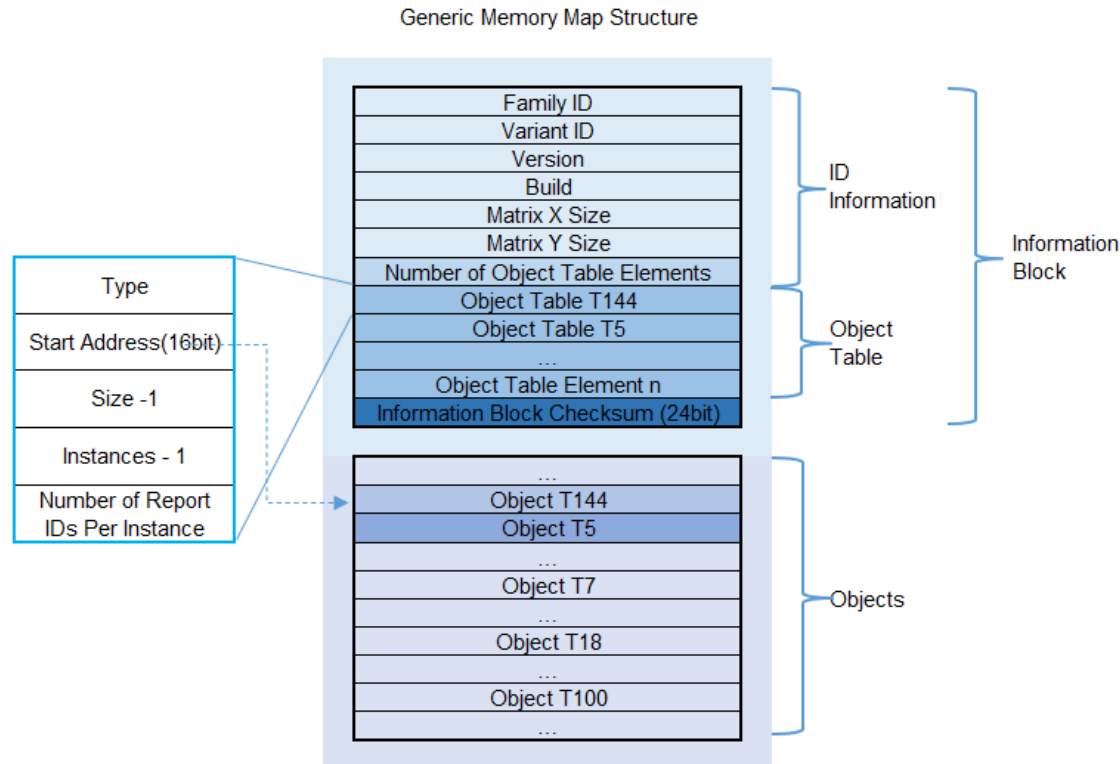 Generic Memory Map Structure
Family ID
Variant ID
Version
Build
Matrix X Size
Matrix Y Size
Number of Object Table Elements
Object Table T144
Object Table T5
...
Object Table Element n
Information Block Checksum (24bit)
ID
Information
Object
Table
Information
Block
Type
Start Address(16bit)
Size -1
Instances - 1
Number of Report
IDs Per Instance
...
Object T144
Object T5
...
Object T7
...
Object T18
...
Object T100
...
Objects